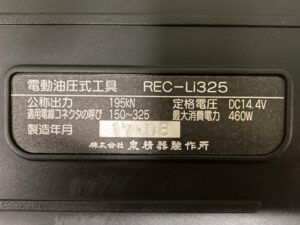 電動油圧式工具 REC-Li325
公称出力 195kN 定格電圧 DC14.4V
適用電線コネクタの呼び 150~325 最大消費電力 460W
製造年月 17・08
株式会社 泉精器製作所